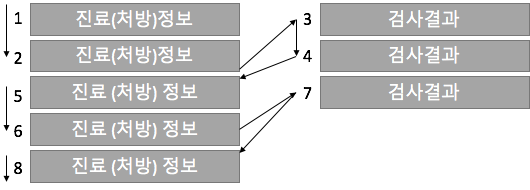 1 진료(처방)정보 3 검사결과
2 진료(처방)정보 4 검사결과
5 진료 (처방) 정보 7 검사결과
6 진료 (처방) 정보
8 진료 (처방) 정보